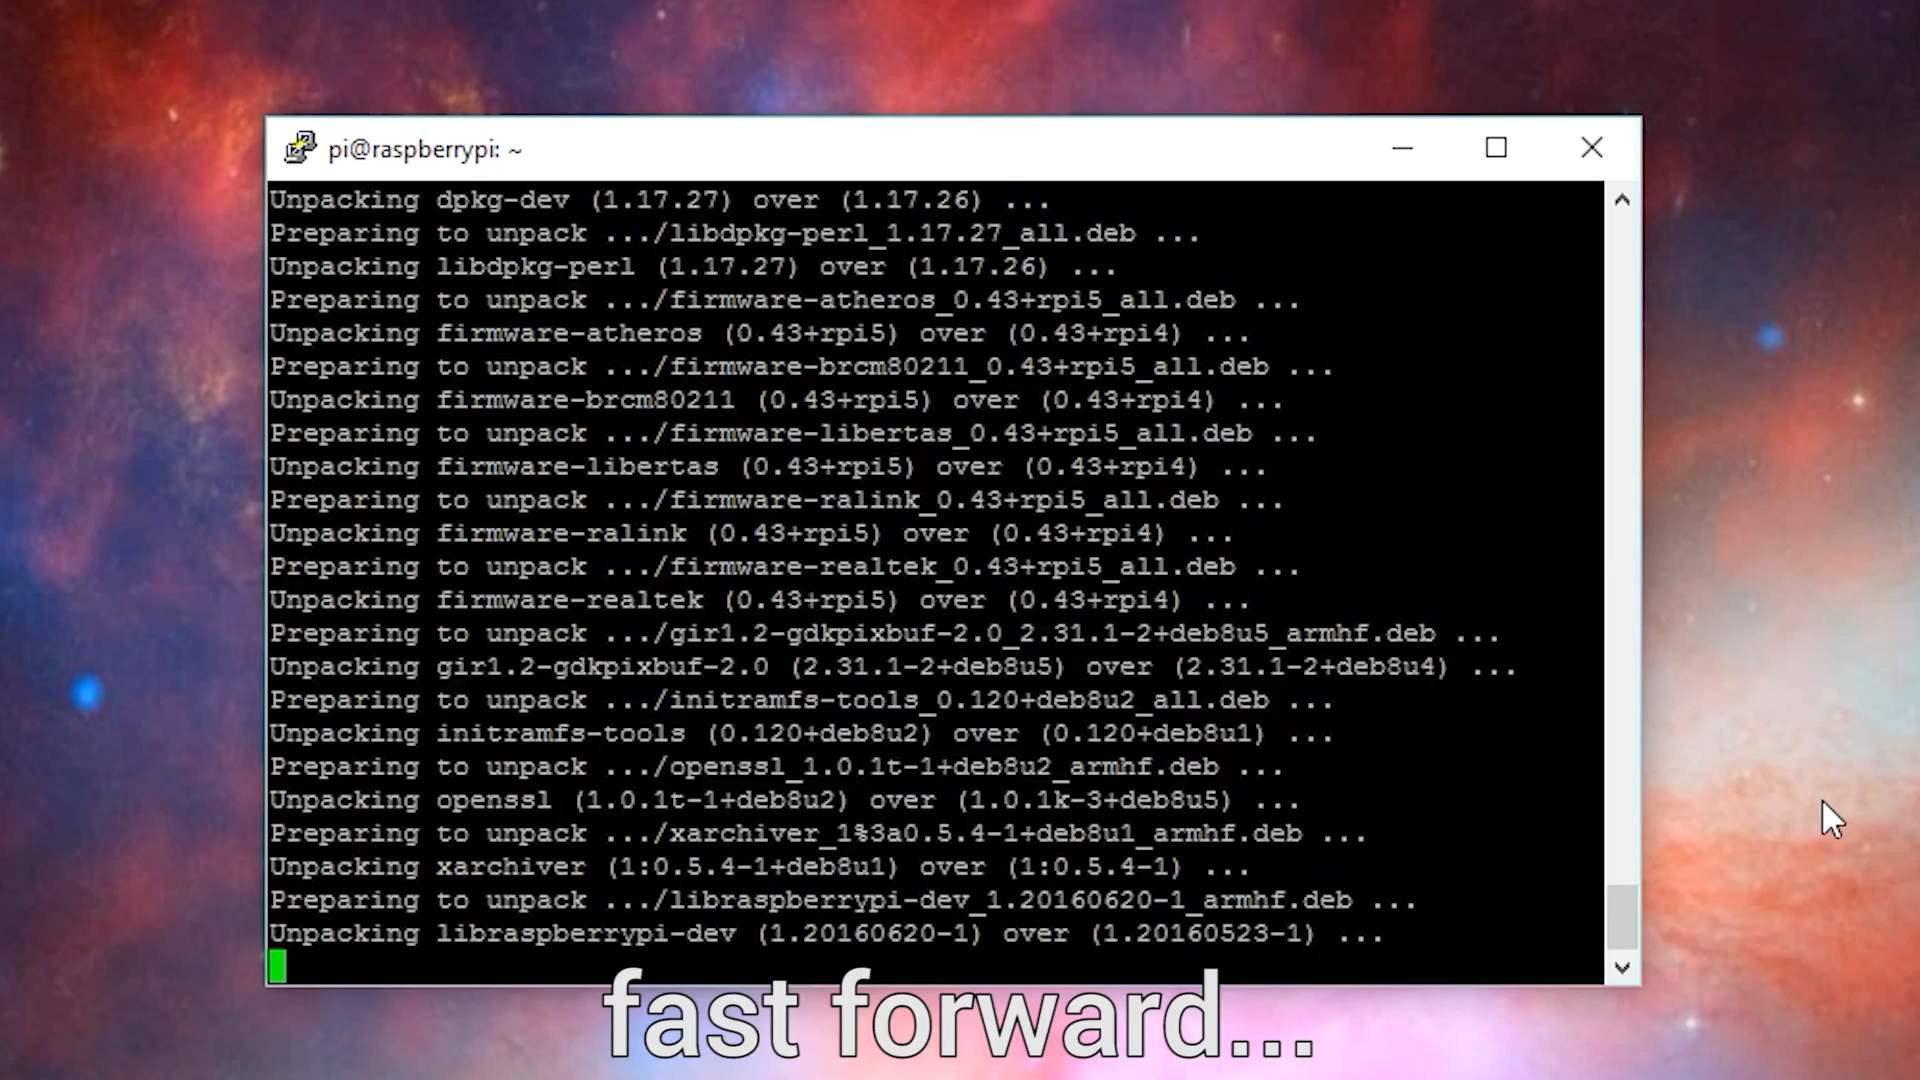 pi@raspberrypi: ~
Unpacking dpkg-dev (1.17.27) over (1.17.26) ...
Preparing to unpack .../libdpkg-perl_1.17.27_all.deb ...
Unpacking libdpkg-perl (1.17.27) over (1.17.26) ...
Preparing to unpack .../firmware-atheros_0.43+rpi5_all.deb ...
Unpacking firmware-atheros (0.43+rpi5) over (0.43+rpi4) ...
Preparing to unpack .../firmware-brcm80211_0.43+rpi5_all.deb ...
Unpacking firmware-brcm80211 (0.43+rpi5) over (0.43+rpi4) ...
Preparing to unpack .../firmware-libertas_0.43+rpi5_all.deb ...
Unpacking firmware-libertas (0.43+rpi5) over (0.43+rpi4) ...
Preparing to unpack .../firmware-ralink_0.43+rpi5_all.deb ...
Unpacking firmware-ralink (0.43+rpi5) over (0.43+rpi4) ...
Preparing to unpack .../firmware-realtek_0.43+rpi5_all.deb ...
Unpacking firmware-realtek (0.43+rpi5) over (0.43+rpi4) ...
Preparing to unpack .../gir1.2-gdkpixbuf-2.0_2.31.1-2+deb8u5_armhf.deb ...
Unpacking gir1.2-gdkpixbuf-2.0 (2.31.1-2+deb8u5) over (2.31.1-2+deb8u4) ...
Preparing to unpack .../initramfs-tools_0.120+deb8u2_all.deb ...
Unpacking initramfs-tools (0.120+deb8u2) over (0.120+deb8u1) ...
Preparing to unpack .../openssl_1.0.1t-1+deb8u2_armhf.deb ...
Unpacking openssl (1.0.1t-1+deb8u2) over (1.0.1k-3+deb8u5) ...
Preparing to unpack .../xarchiver_1%3a0.5.4-1+deb8u1_armhf.deb ...
Unpacking xarchiver (1:0.5.4-1+deb8u1) over (1:0.5.4-1) ...
Preparing to unpack .../libraspberrypi-dev_1.20160620-1_armhf.deb ...
Unpacking libraspberrypi-dev (1.20160620-1) over (1.20160523-1) ...
fast forward...